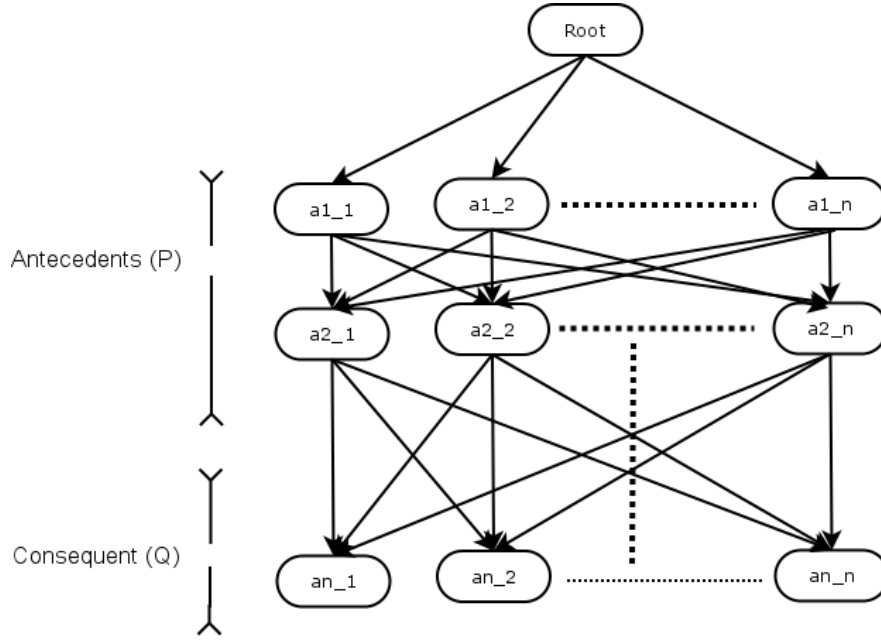 Root
a1_1
a1_2
a1_n
Antecedents (P)
a2_1
a2_2
a2_n
Consequent (Q)
an_1
an_2
an_n